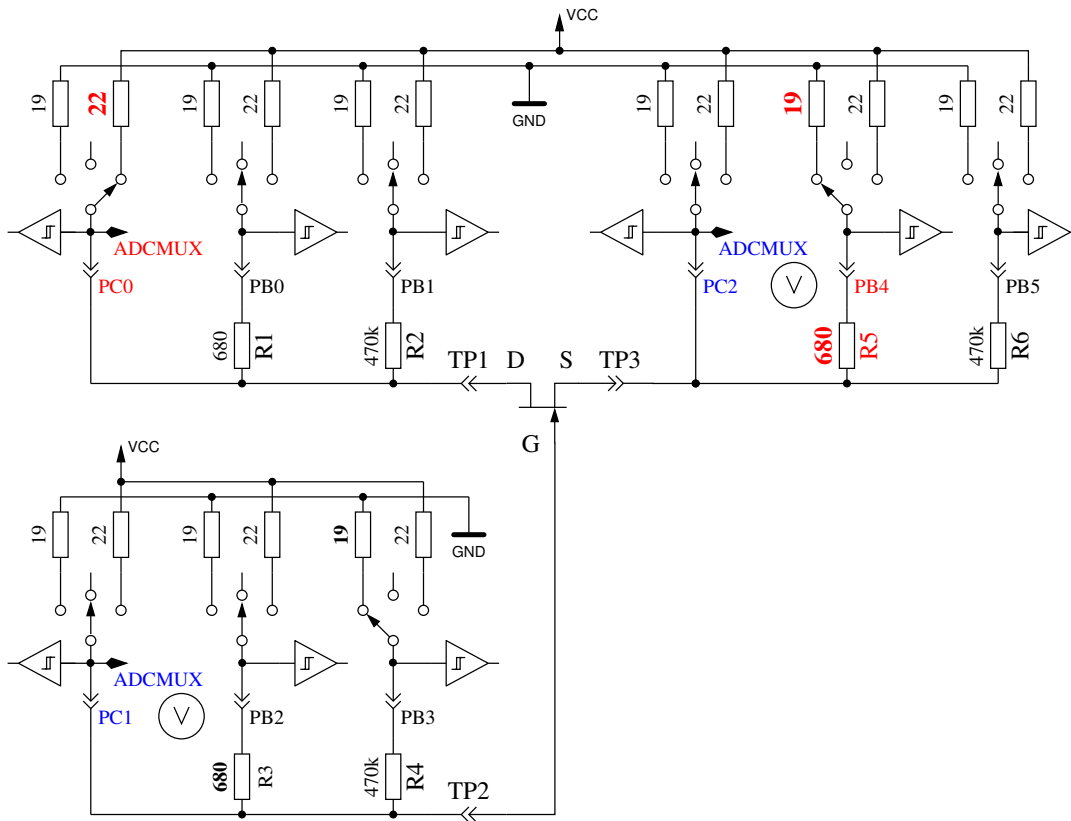 VCC
19
22
19
22
19
22
GND
19
22
19
22
19
22
ADCMUX
ADCMUX
PC0
PB0
PB1
PC2
V
PB4
PB5
680
R1
470k
R2
680
R5
470k
R6
TP1
D
S
TP3
G
VCC
19
22
19
22
19
22
GND
ADCMUX
PC1
V
PB2
PB3
680
R3
470k
R4
TP2